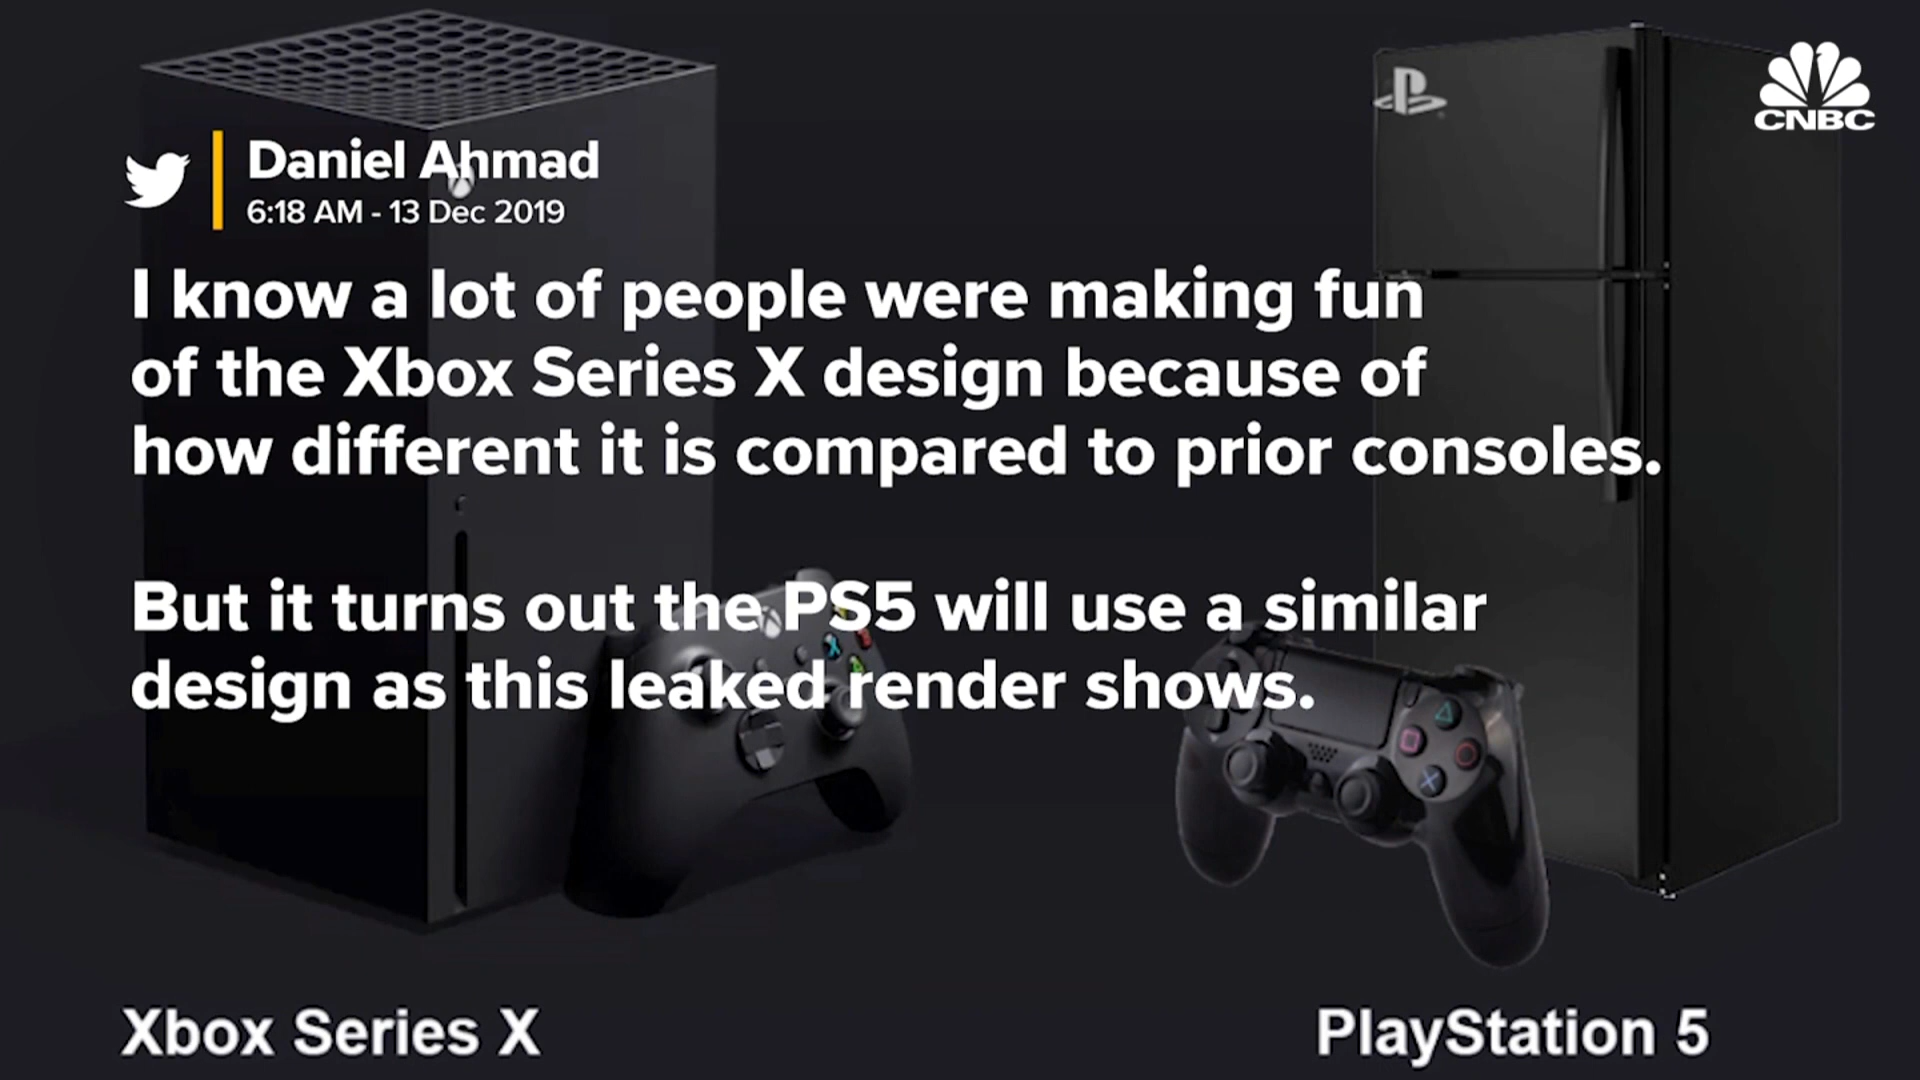 CNBC
Daniel Ahmad
6:18 AM - 13 Dec 2019
I know a lot of people were making fun
of the Xbox Series X design because of
how different it is compared to prior consoles.
But it turns out the PS5 will use a similar
design as this leaked render shows.
Xbox Series X
PlayStation 5